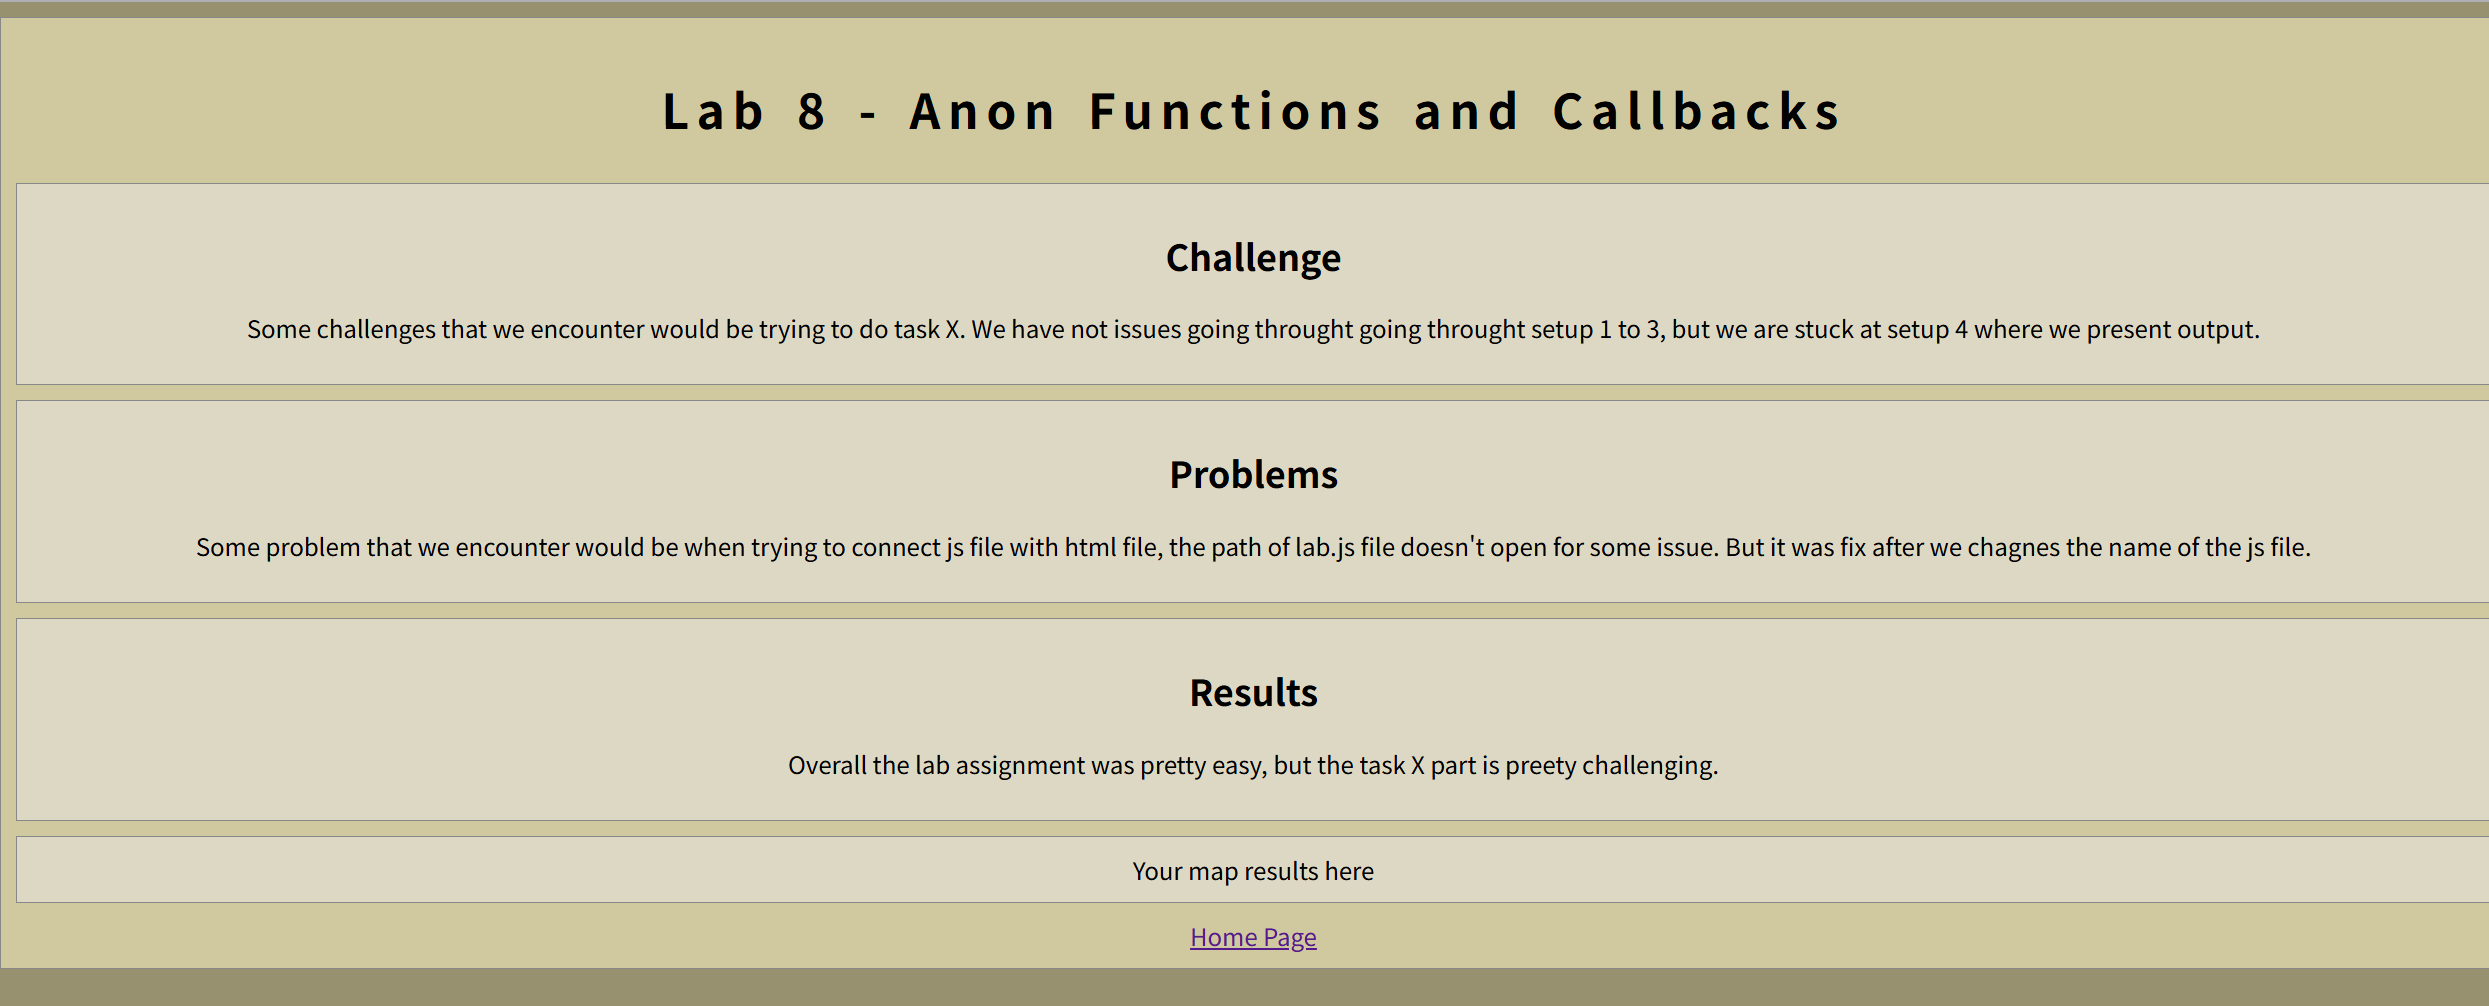 Lab 8 - Anon Functions and Callbacks
Challenge
Some challenges that we encounter would be trying to do task X. We have not issues going throught going throught setup 1 to 3, but we are stuck at setup 4 where we present output.
Problems
Some problem that we encounter would be when trying to connect js file with html file, the path of lab.js file doesn't open for some issue. But it was fix after we chagnes the name of the js file.
Results
Overall the lab assignment was pretty easy, but the task X part is preety challenging.
Your map results here
Home Page